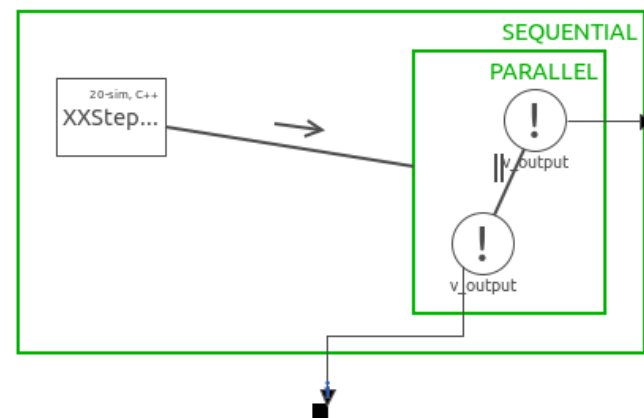 SEQUENTIAL
PARALLEL
20-sim, C++
XXStep...
!
v_output
!
v_output